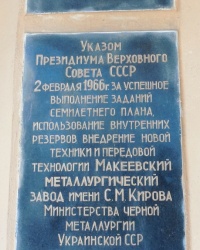 Указом
Президиума Верховного
Совета СССР
2 февраля 1966г. за успешное
выполнение заданий
семилетнего плана,
использование внутренних
резервов внедрение новой
техники и передовой
технологии Макеевский
металлургический
завод имени С.М Кирова
Министерства черной
металлургии
Украинской ССР